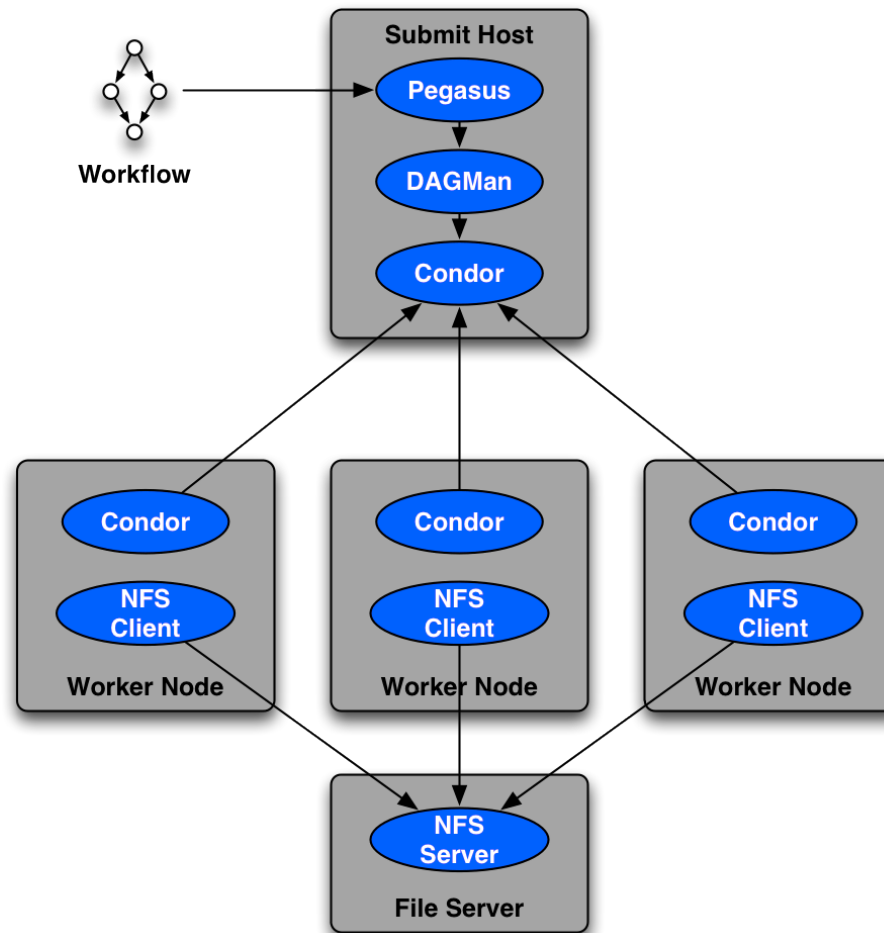 Submit Host
Pegasus
Workflow
DAGMan
Condor
Condor
NFS
Client
Worker Node
Condor
NFS
Client
Worker Node
Condor
NFS
Client
Worker Node
NFS
Server
File Server